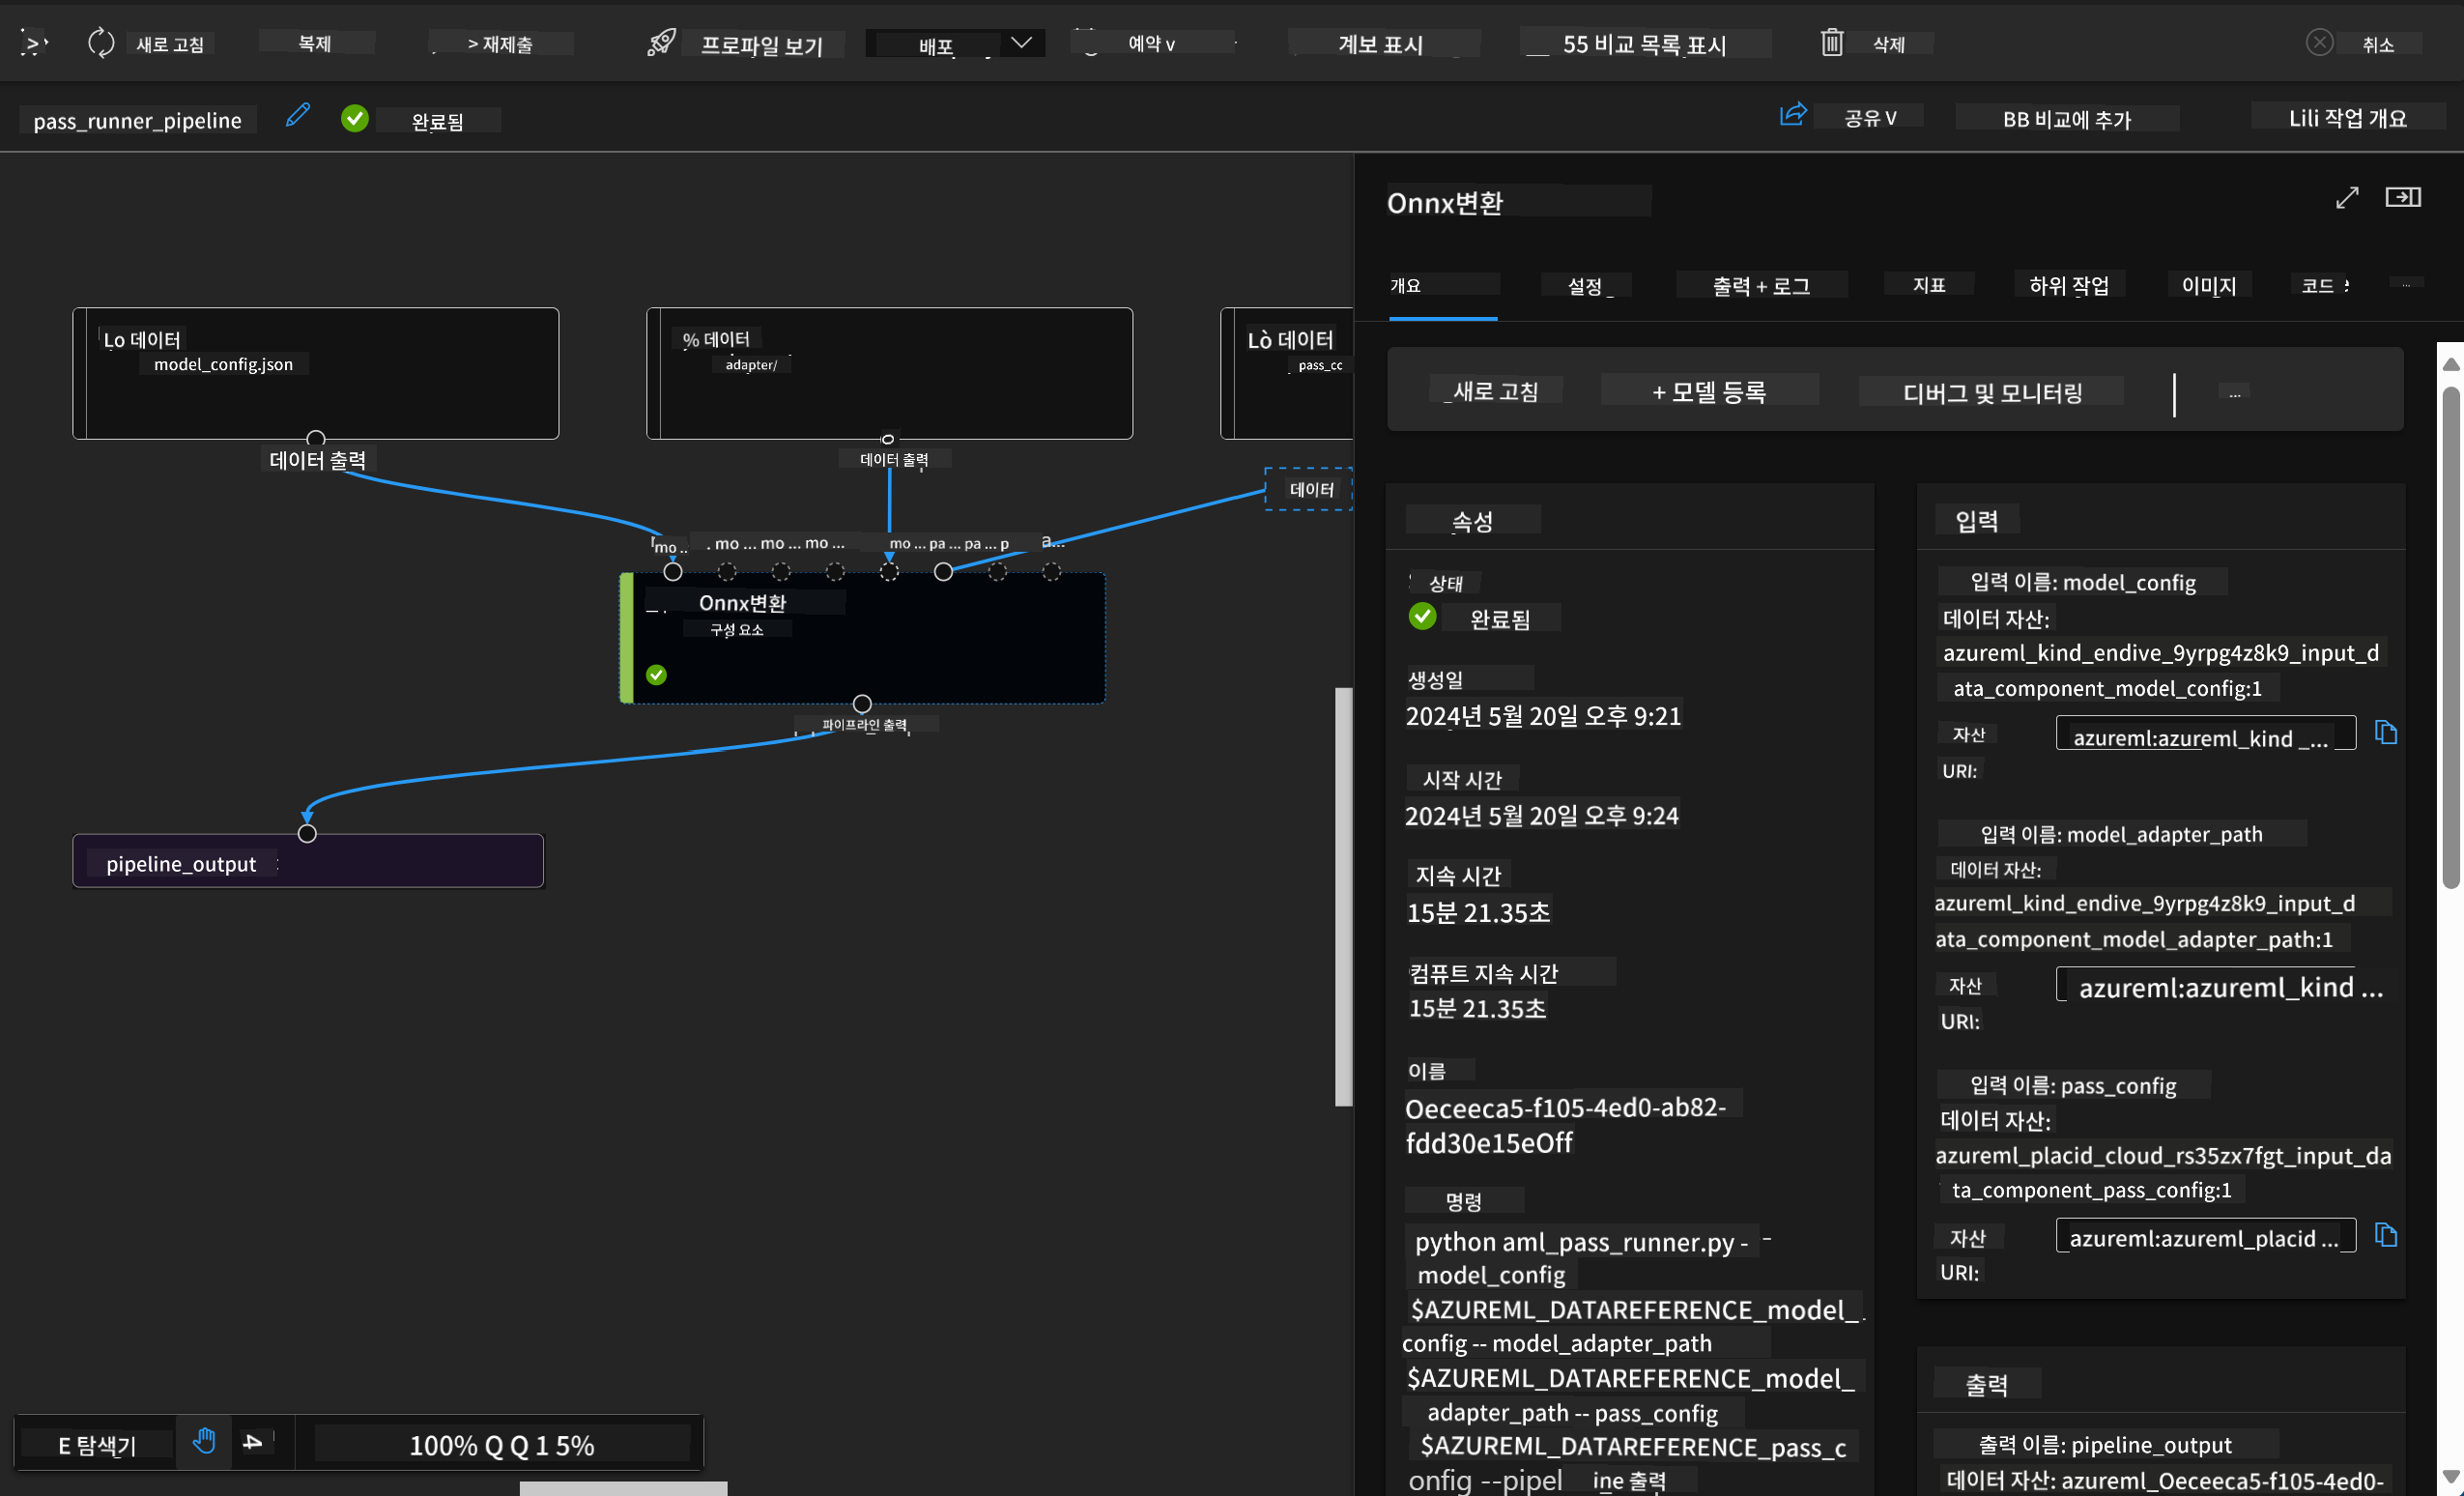 새로 고침
복제
> 재제출
프로파일 보기
배포
예약 v
계보 표시
55 비교 목록 표시
삭제
취소
pass_runner_pipeline
완료됨
공유 V
BB 비교에 추가
Lili 작업 개요
Lo 데이터
model_config.json
데이터 출력
% 데이터
adapter/
데이터 출력
Lò 데이터
pass_cc
데이터
mo ..
. mo ... mo ... mo ...
mo ... pa ... pa ... p
a...
Onnx변환
구성 요소
파이프라인 출력
pipeline_output
E 탐색기
100% Q Q 1 5%
Onnx변환
개요
설정
출력 + 로그
지표
하위 작업
이미지
코드
...
새로 고침
+ 모델 등록
디버그 및 모니터링
...
속성
상태
완료됨
생성일
2024년 5월 20일 오후 9:21
시작 시간
2024년 5월 20일 오후 9:24
지속 시간
15분 21.35초
컴퓨트 지속 시간
15분 21.35초
이름
Oeceeca5-f105-4ed0-ab82-
fdd30e15eOff
명령
python aml_pass_runner.py - -
model_config
$AZUREML_DATAREFERENCE_model_
config -- model_adapter_path
$AZUREML_DATAREFERENCE_model_
adapter_path -- pass_config
$AZUREML_DATAREFERENCE_pass_c
onfig --pipel ine 출력
입력
입력 이름: model_config
데이터 자산:
azureml_kind_endive_9yrpg4z8k9_input_d
ata_component_model_config:1
자산
azureml:azureml_kind _...
URI:
입력 이름: model_adapter_path
데이터 자산:
azureml_kind_endive_9yrpg4z8k9_input_d
ata_component_model_adapter_path:1
자산
azureml:azureml_kind ...
URI:
입력 이름: pass_config
데이터 자산:
azureml_placid_cloud_rs35zx7fgt_input_da
ta_component_pass_config:1
자산
azureml:azureml_placid ...
URI:
출력
출력 이름: pipeline_output
데이터 자산: azureml_Oeceeca5-f105-4ed0-